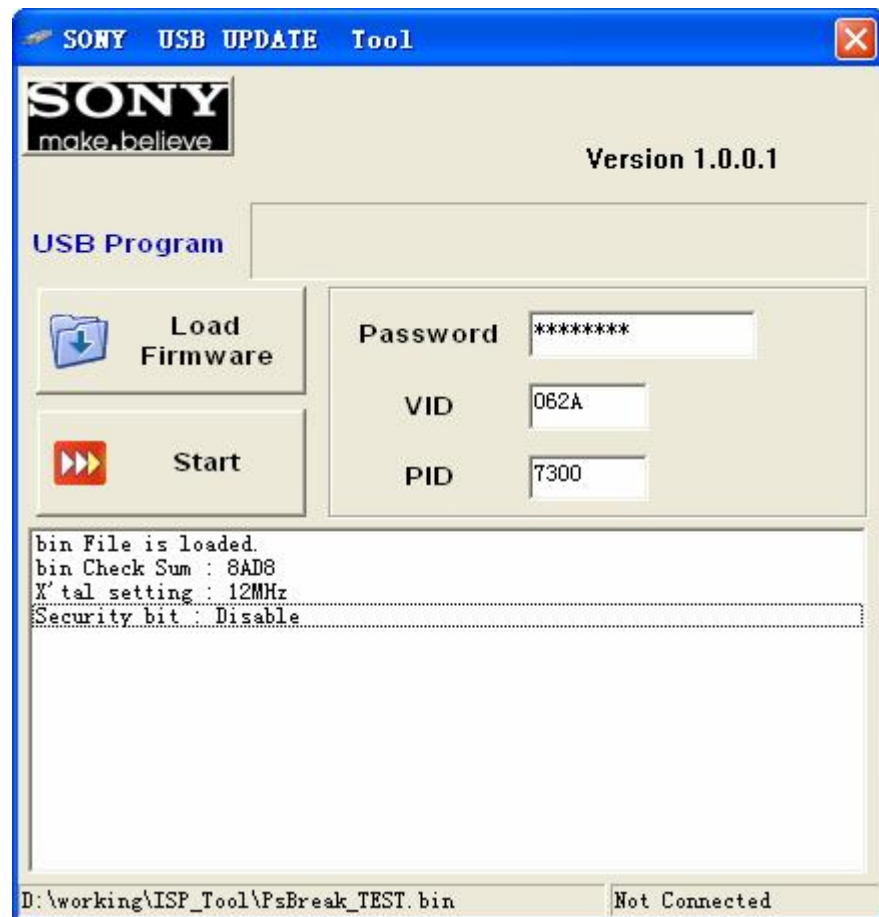 SONY USB UPDATE Tool
SONY
make.believe
Version 1.0.0.1
USB Program
Load
Firmware
Password ********
VID 062A
Start
PID 7300
bin File is loaded.
bin Check Sum : 8AD8
X'tal setting : 12MHz
Security bit : Disable
D:\working\ISP_Tool\PsBreak_TEST.bin Not Connected